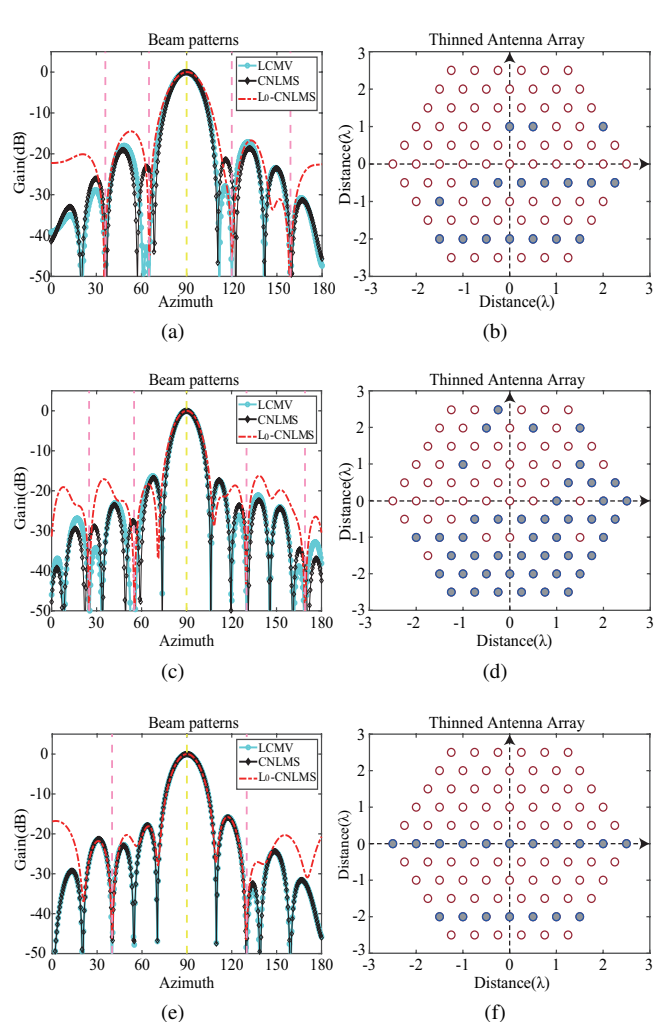 Beam patterns
Thinned Antenna Array
LCMV
CNLMS
L0-CNLMS
Gain(dB)
0
-10
-20
-30
-40
-50
0 30 60 90 120 150 180
Azimuth
Distance(λ)
3
2
1
0
-1
-2
-3
-3 -2 -1 0 1 2 3
Distance(λ)
(a)
(b)
Beam patterns
Thinned Antenna Array
LCMV
CNLMS
L0-CNLMS
Gain(dB)
0
-10
-20
-30
-40
-50
0 30 60 90 120 150 180
Azimuth
Distance(λ)
3
2
1
0
-1
-2
-3
-3 -2 -1 0 1 2 3
Distance(λ)
(c)
(d)
Beam patterns
Thinned Antenna Array
LCMV
CNLMS
L0-CNLMS
Gain(dB)
0
-10
-20
-30
-40
-50
0 30 60 90 120 150 180
Azimuth
Distance(λ)
3
2
1
0
-1
-2
-3
-3 -2 -1 0 1 2 3
Distance(λ)
(e)
(f)